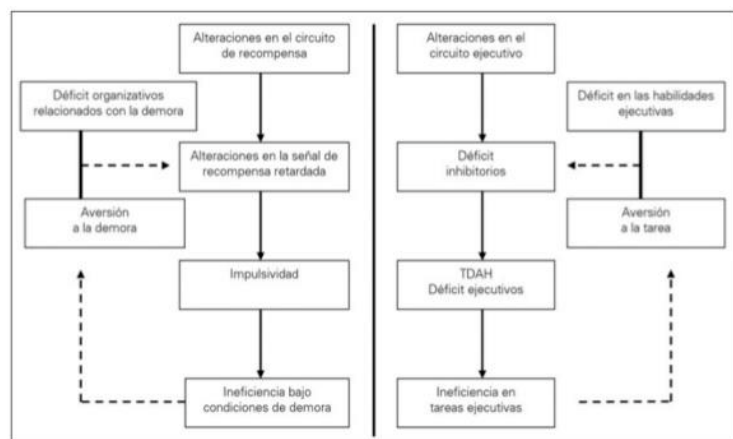 Alteraciones en el circuito
de recompensa
Déficit organizativos
relacionados con la demora
Alteraciones en la señal de
recompensa retardada
Aversión
a la demora
Impulsividad
Ineficiencia bajo
condiciones de demora
Alteraciones en el
circuito ejecutivo
Déficit en las habilidades
ejecutivas
Déficit
inhibitorios
Aversión
a la tarea
TDAH
Déficit ejecutivos
Ineficiencia en
tareas ejecutivas